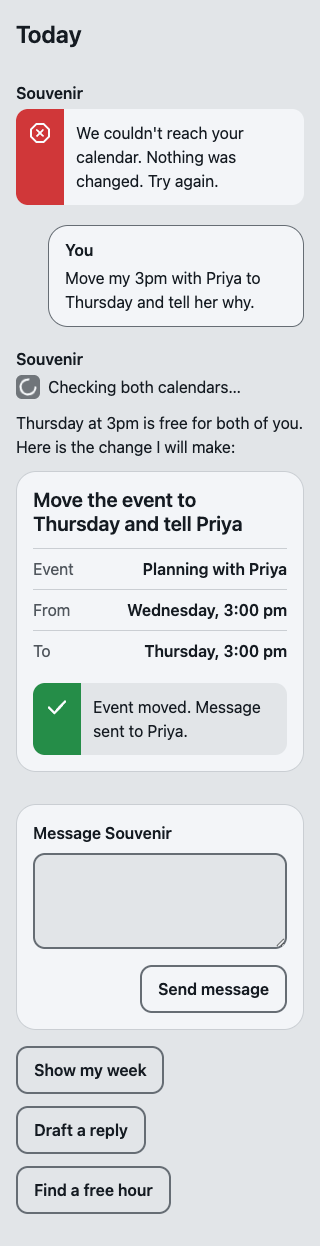 Today
Souvenir
We couldn't reach your
calendar. Nothing was
changed. Try again.
You
Move my 3pm with Priya to
Thursday and tell her why.
Souvenir
Checking both calendars...
Thursday at 3pm is free for both of you.
Here is the change I will make:
Move the event to
Thursday and tell Priya
Event Planning with Priya
From Wednesday, 3:00 pm
To Thursday, 3:00 pm
Event moved. Message
sent to Priya.
Message Souvenir
Send message
Show my week
Draft a reply
Find a free hour